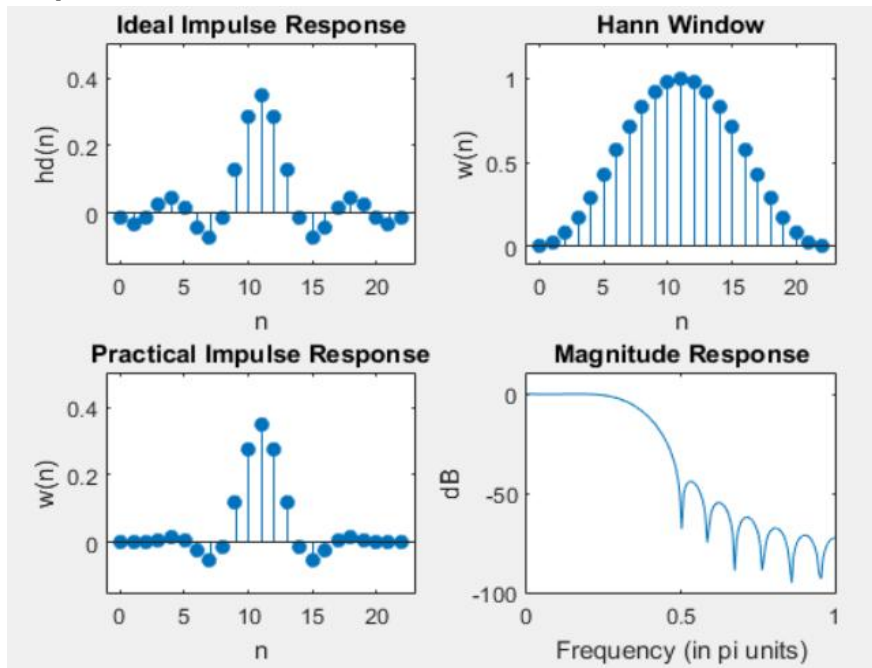 Ideal Impulse Response
hd(n)
0.4
0.2
0
0 5 10 15 20
n
Hann Window
w(n)
1
0.5
0
0 5 10 15 20
n
Practical Impulse Response
w(n)
0.4
0.2
0
0 5 10 15 20
n
Magnitude Response
dB
0
-50
-100
0 0.5 1
Frequency (in pi units)